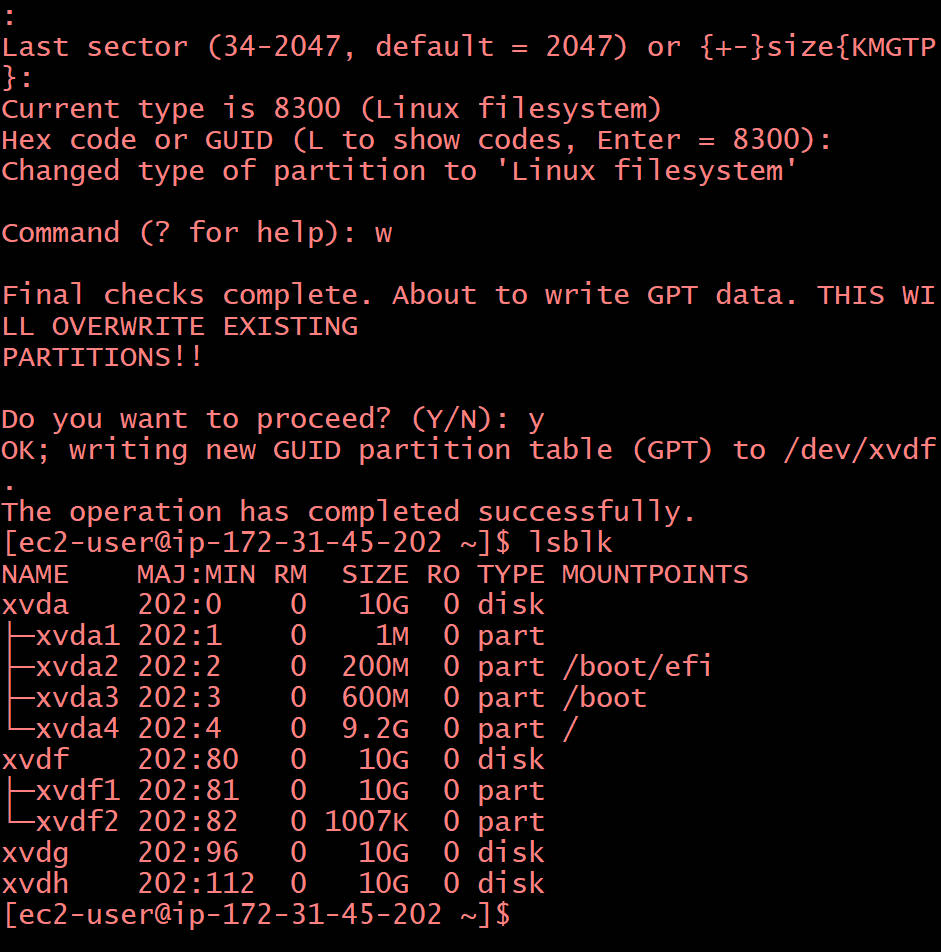 :
Last sector (34-2047, default = 2047) or {+-}size{KMGTP
}:
Current type is 8300 (Linux filesystem)
Hex code or GUID (L to show codes, Enter = 8300):
Changed type of partition to 'Linux filesystem'

Command (? for help): w

Final checks complete. About to write GPT data. THIS WI
LL OVERWRITE EXISTING
PARTITIONS!!

Do you want to proceed? (Y/N): y
OK; writing new GUID partition table (GPT) to /dev/xvdf
.
The operation has completed successfully.
[ec2-user@ip-172-31-45-202 ~]$ lsblk
NAME    MAJ:MIN RM  SIZE RO TYPE MOUNTPOINTS
xvda    202:0    0   10G  0 disk
├─xvda1 202:1    0    1M  0 part
├─xvda2 202:2    0  200M  0 part /boot/efi
├─xvda3 202:3    0  600M  0 part /boot
└─xvda4 202:4    0  9.2G  0 part /
xvdf    202:80   0   10G  0 disk
├─xvdf1 202:81   0   10G  0 part
└─xvdf2 202:82   0 1007K  0 part
xvdg    202:96   0   10G  0 disk
xvdh    202:112  0   10G  0 disk
[ec2-user@ip-172-31-45-202 ~]$